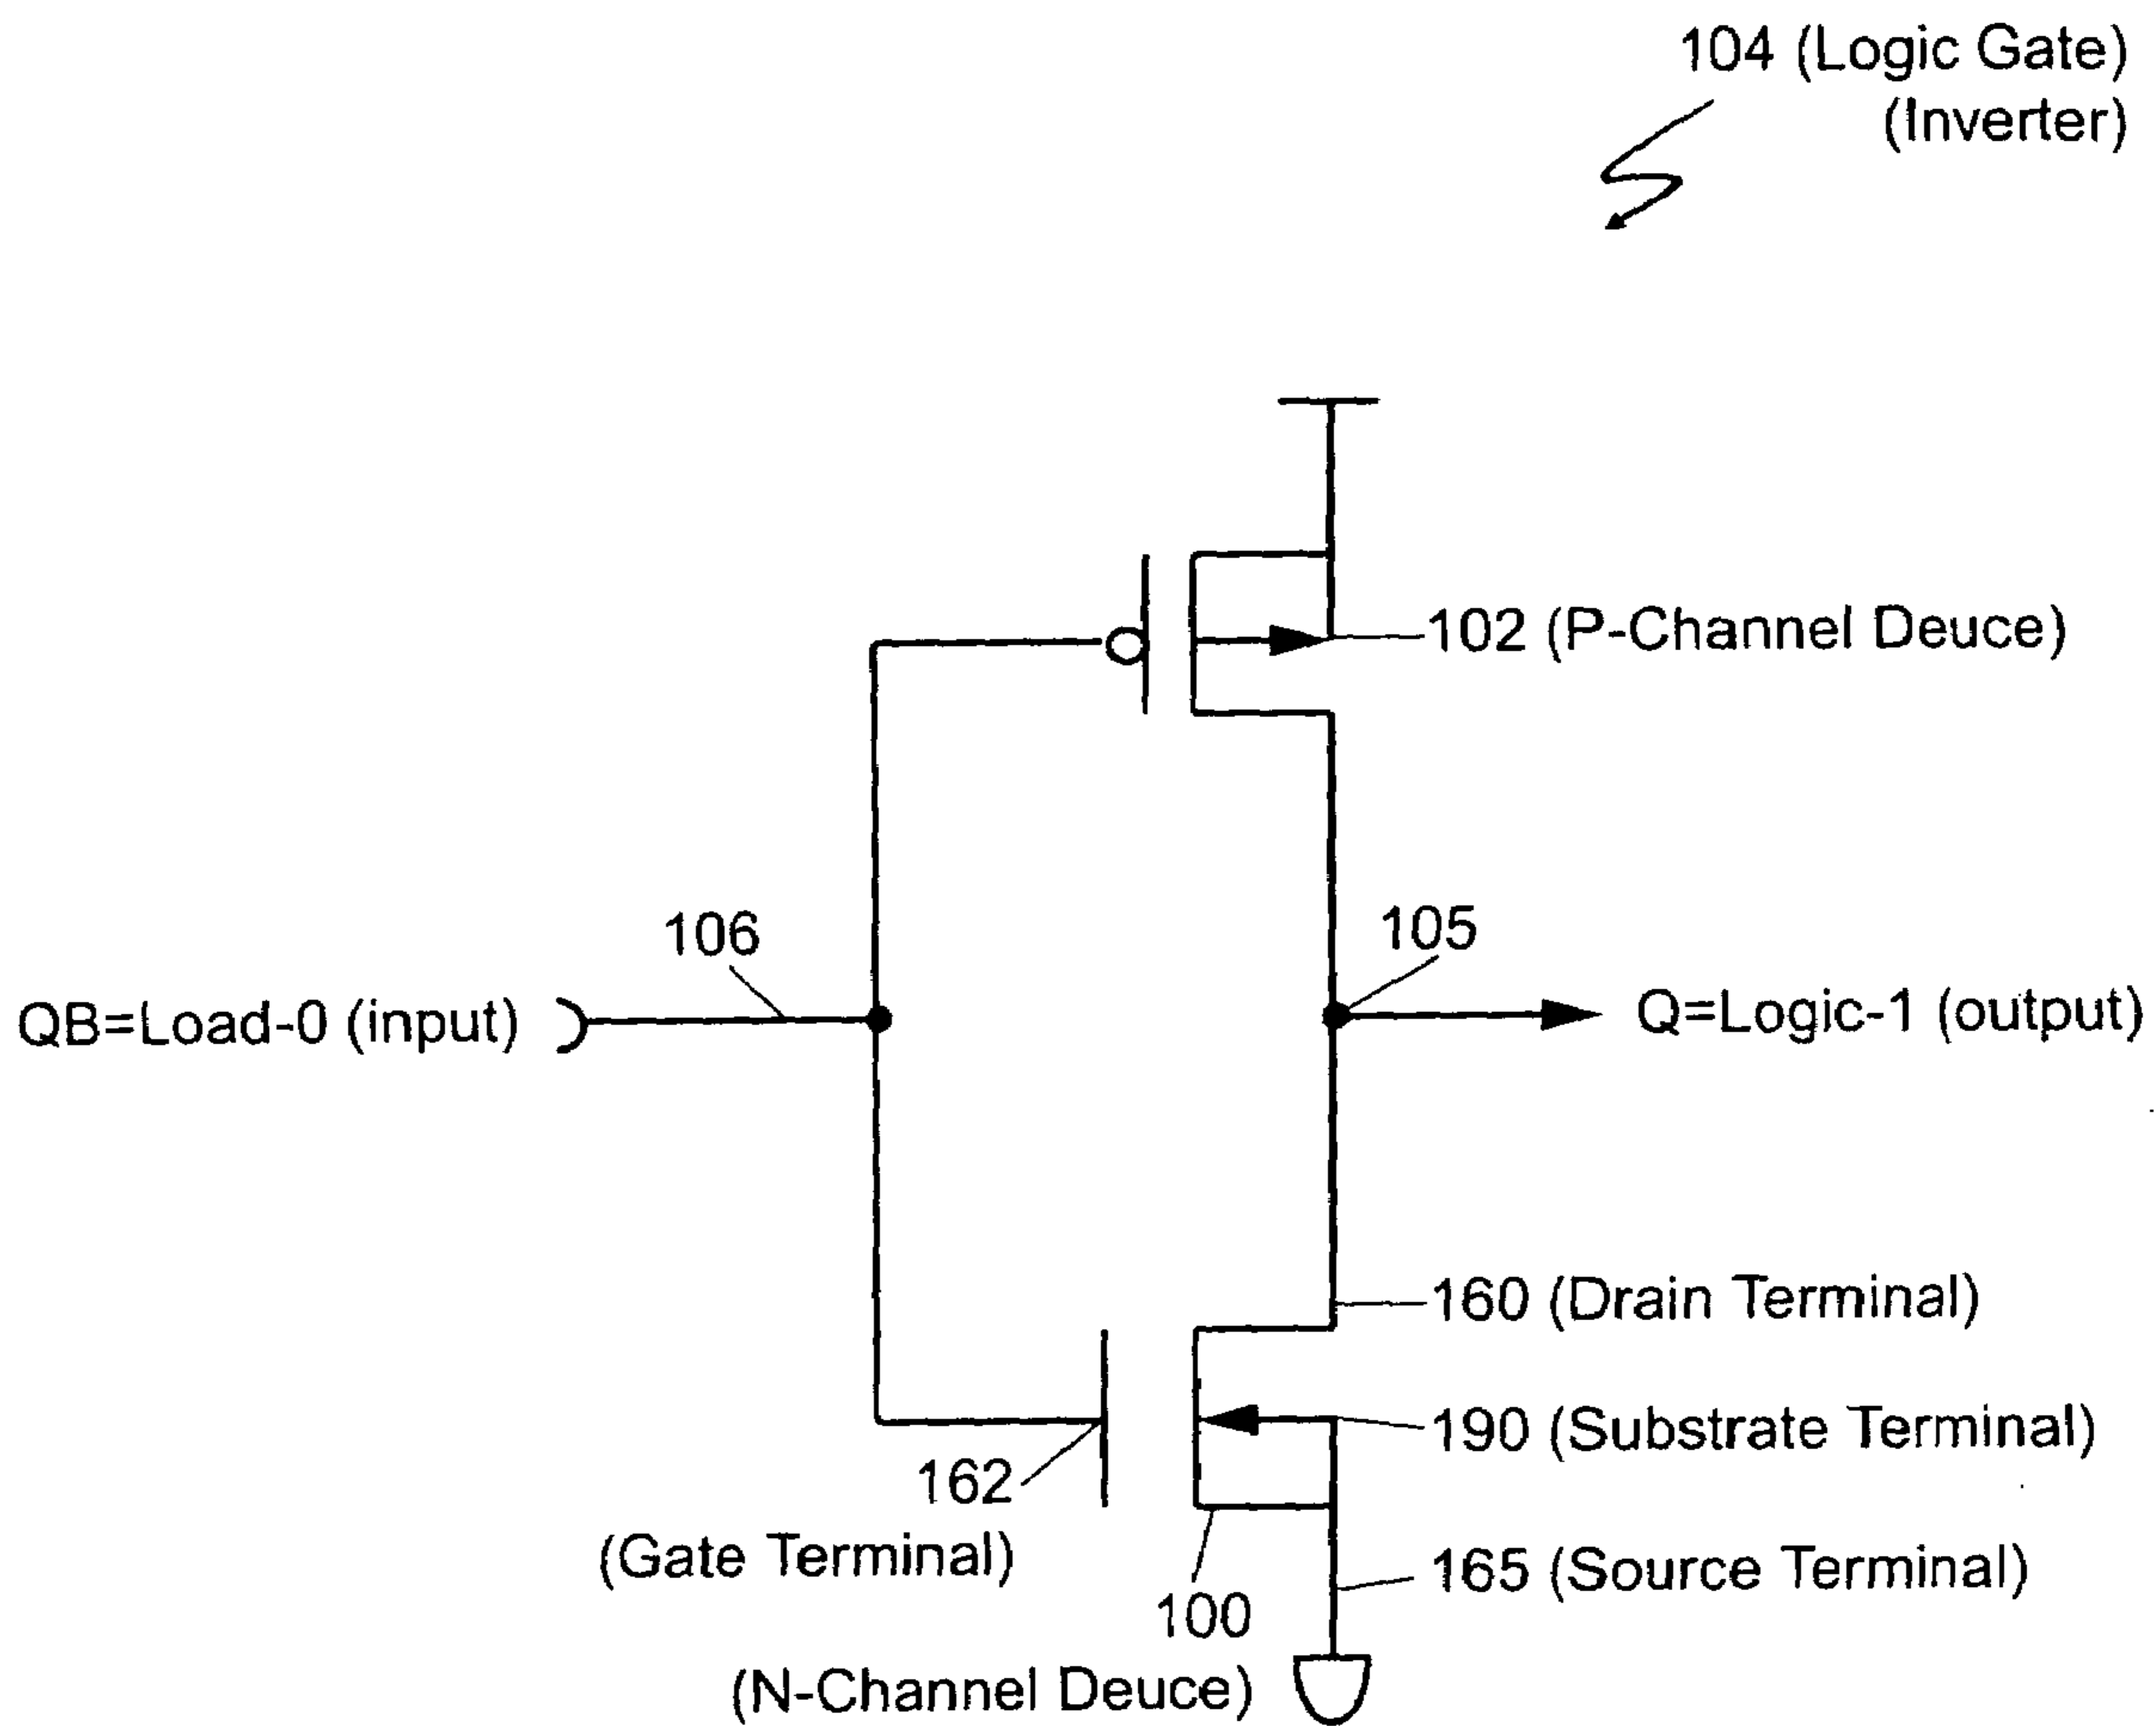 104 (Logic Gate)
(Inverter)
102 (P-Channel Deuce)
106
105
QB=Load-0 (input)
Q=Logic-1 (output)
160 (Drain Terminal)
190 (Substrate Terminal)
162
(Gate Terminal)
165 (Source Terminal)
100
(N-Channel Deuce)